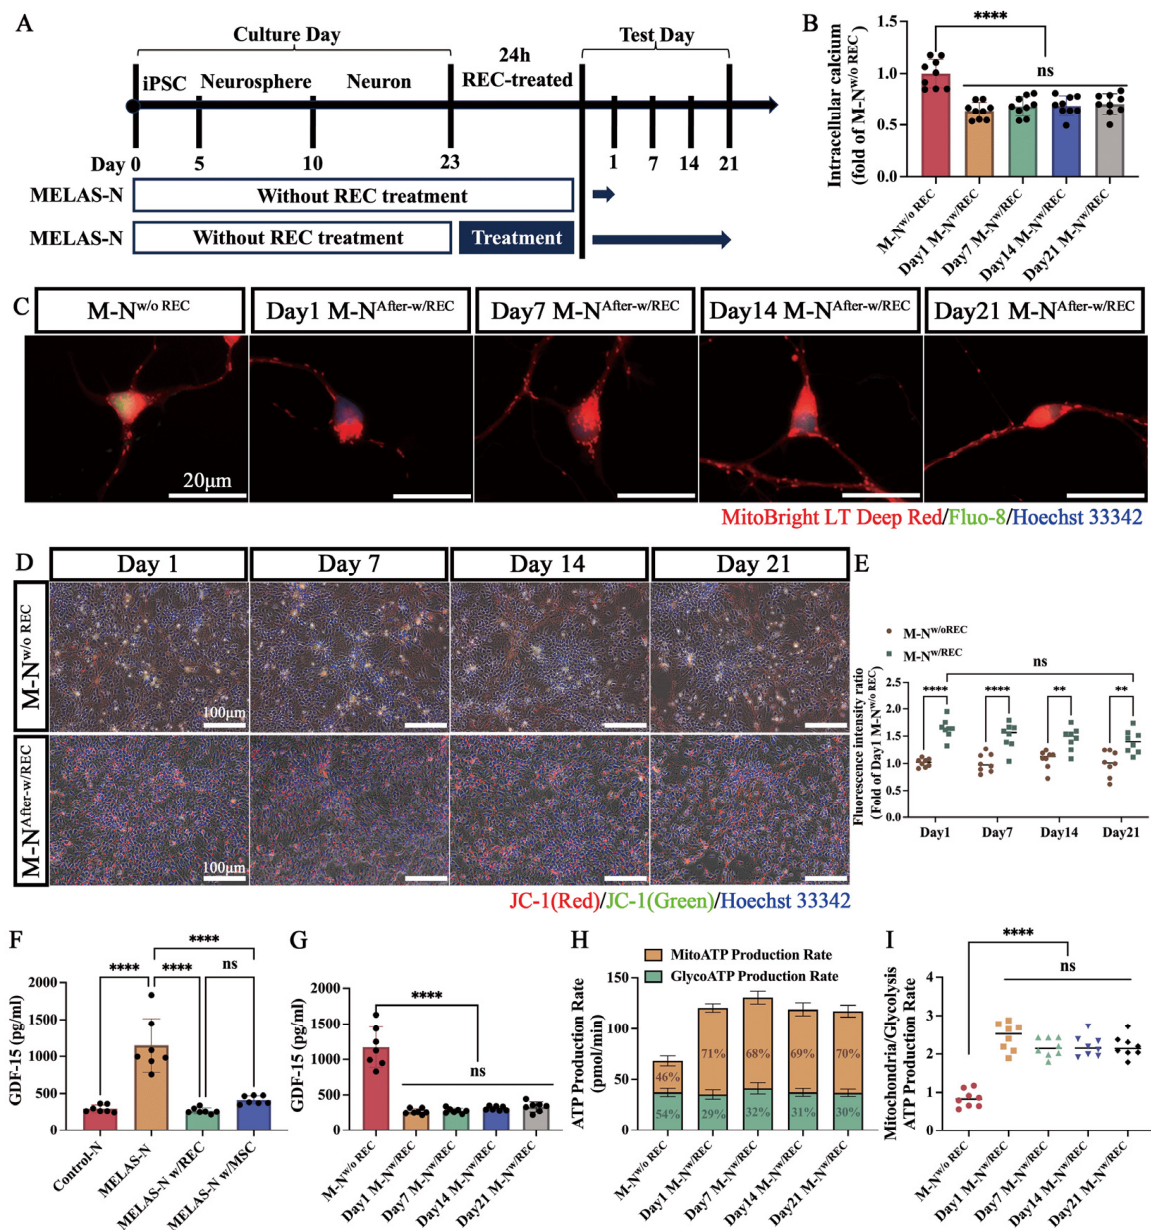 A
Culture Day
24h
REC-treated
Test Day
iPSC
Neurosphere
Neuron
Day 0 5 10 23 1 7 14 21
MELAS-N
Without REC treatment
MELAS-N
Without REC treatment
Treatment
B
Intracellular calcium
(fold of M-Nw/o REC)
1.5
1.0
0.5
0.0
****
ns
M-Nw/o REC
Day1 M-Nw/REC
Day7 M-Nw/REC
Day14 M-Nw/REC
Day21 M-Nw/REC
C
M-Nw/o REC
Day1 M-NAfter-w/REC
Day7 M-NAfter-w/REC
Day14 M-NAfter-w/REC
Day21 M-NAfter-w/REC
20μm
MitoBright LT Deep Red/Fluo-8/Hoechst 33342
D
Day 1
Day 7
Day 14
Day 21
M-Nw/o REC
100μm
M-NAfter-w/REC
100μm
JC-1(Red)/JC-1(Green)/Hoechst 33342
E
M-Nw/oREC
M-Nw/REC
Fluorescence intensity ratio
(Fold of Day1 M-Nw/o REC)
2.5
2.0
1.5
1.0
0.5
0.0
ns
**** **** ** **
Day1 Day7 Day14 Day21
F
GDF-15 (pg/ml)
2000
1500
1000
500
0
****
**** **** ns
Control-N
MELAS-N
MELAS-N w/REC
MELAS-N w/MSC
G
GDF-15 (pg/ml)
2000
1500
1000
500
0
****
ns
M-Nw/o REC
Day1 M-Nw/REC
Day7 M-Nw/REC
Day14 M-Nw/REC
Day21 M-Nw/REC
H
MitoATP Production Rate
GlycoATP Production Rate
ATP Production Rate
(pmol/min)
150
100
50
0
46% 71% 68% 69% 70%
54% 29% 32% 31% 30%
M-Nw/o REC
Day1 M-Nw/REC
Day7 M-Nw/REC
Day14 M-Nw/REC
Day21 M-Nw/REC
I
Mitochondria/Glycolysis
ATP Production Rate
4
3
2
1
0
****
ns
M-Nw/o REC
Day1 M-Nw/REC
Day7 M-Nw/REC
Day14 M-Nw/REC
Day21 M-Nw/REC